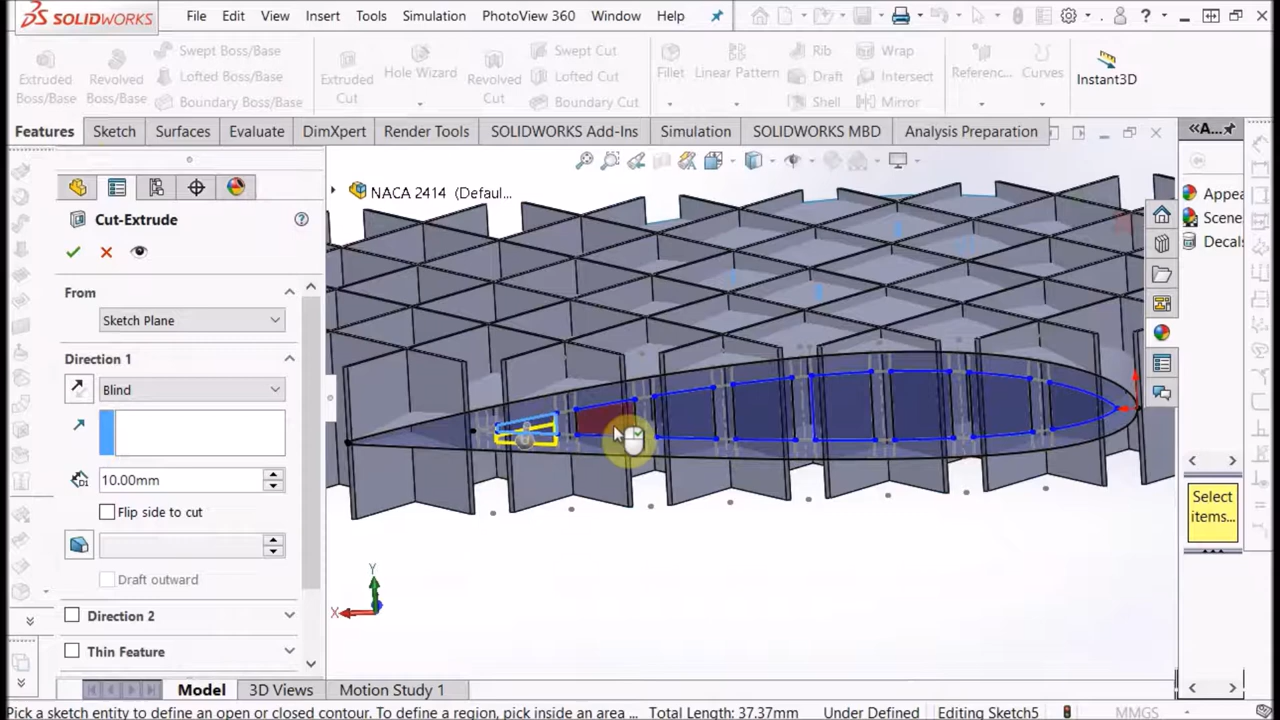 SOLIDWORKS File Edit View Insert Tools Simulation PhotoView 360 Window Help
Extruded Boss/Base
Revolved Boss/Base
Swept Boss/Base
Lofted Boss/Base
Boundary Boss/Base
Extruded Cut
Hole Wizard
Revolved Cut
Swept Cut
Lofted Cut
Boundary Cut
Fillet
Linear Pattern
Rib
Draft
Shell
Wrap
Intersect
Mirror
Referenc...
Curves
Instant3D
Features Sketch Surfaces Evaluate DimXpert Render Tools SOLIDWORKS Add-Ins Simulation SOLIDWORKS MBD Analysis Preparation
«A...
NACA 2414 (Defaul...
Appea
Scene
Decals
Cut-Extrude
From
Sketch Plane
Direction 1
Blind
10.00mm
Flip side to cut
Draft outward
Direction 2
Thin Feature
Select items...
Y
X
Model 3D Views Motion Study 1
Pick a sketch entity to define an open or closed contour. To define a region, pick inside an area ... Total Length: 37.37mm Under Defined Editing Sketch5 MMGS